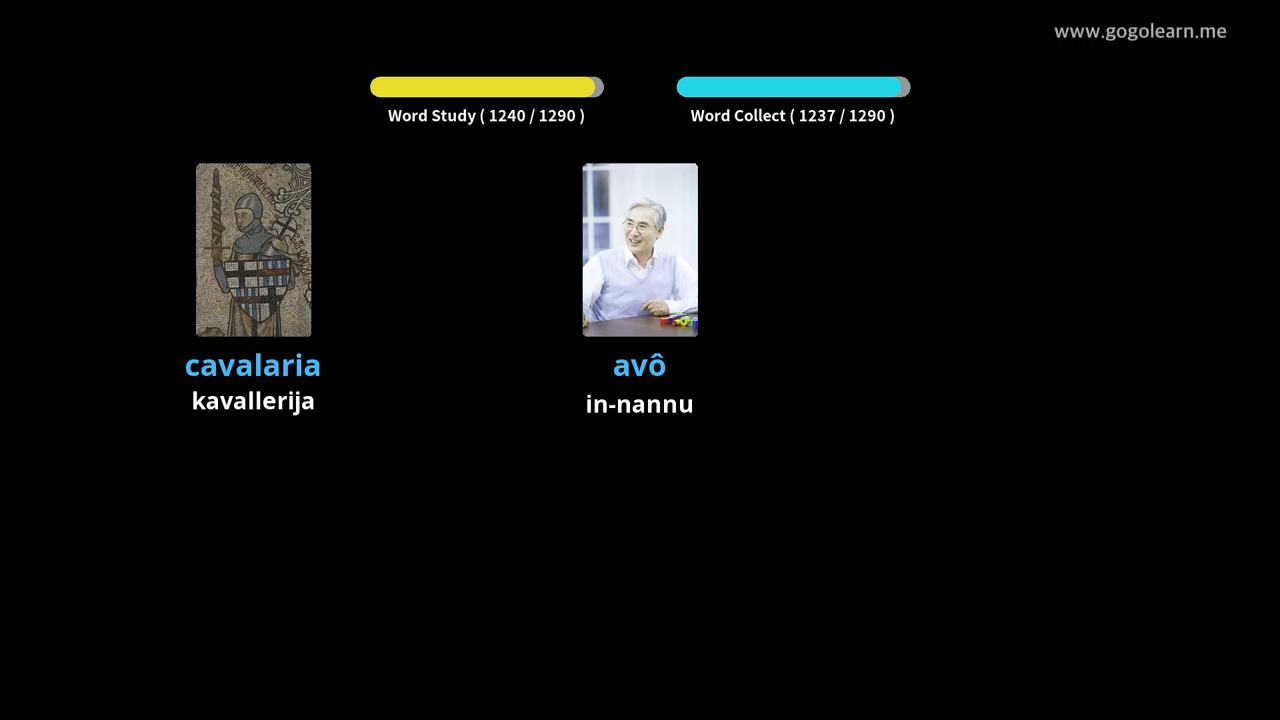 www.gogolearn.me
Word Study ( 1240 / 1290 )
Word Collect ( 1237 / 1290 )
cavalaria
kavallerija
avô
in-nannu